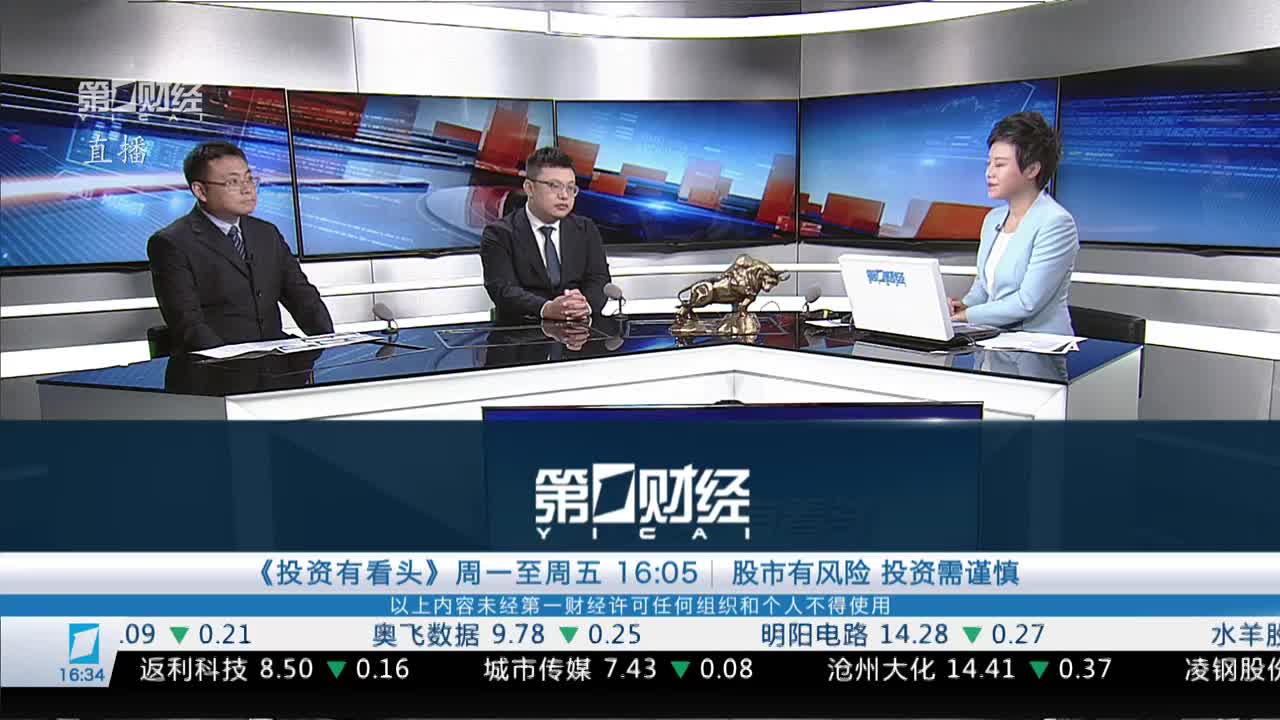 第一财经
YICAI
直播
第一财经
第一财经
YICAI
《投资有看头》周一至周五 16:05 | 股市有风险 投资需谨慎
以上内容未经第一财经许可任何组织和个人不得使用
.09 ▼ 0.21 奥飞数据 9.78 ▼ 0.25 明阳电路 14.28 ▼ 0.27 水羊股
16:34 返利科技 8.50 ▼ 0.16 城市传媒 7.43 ▼ 0.08 沧州大化 14.41 ▼ 0.37 凌钢股份